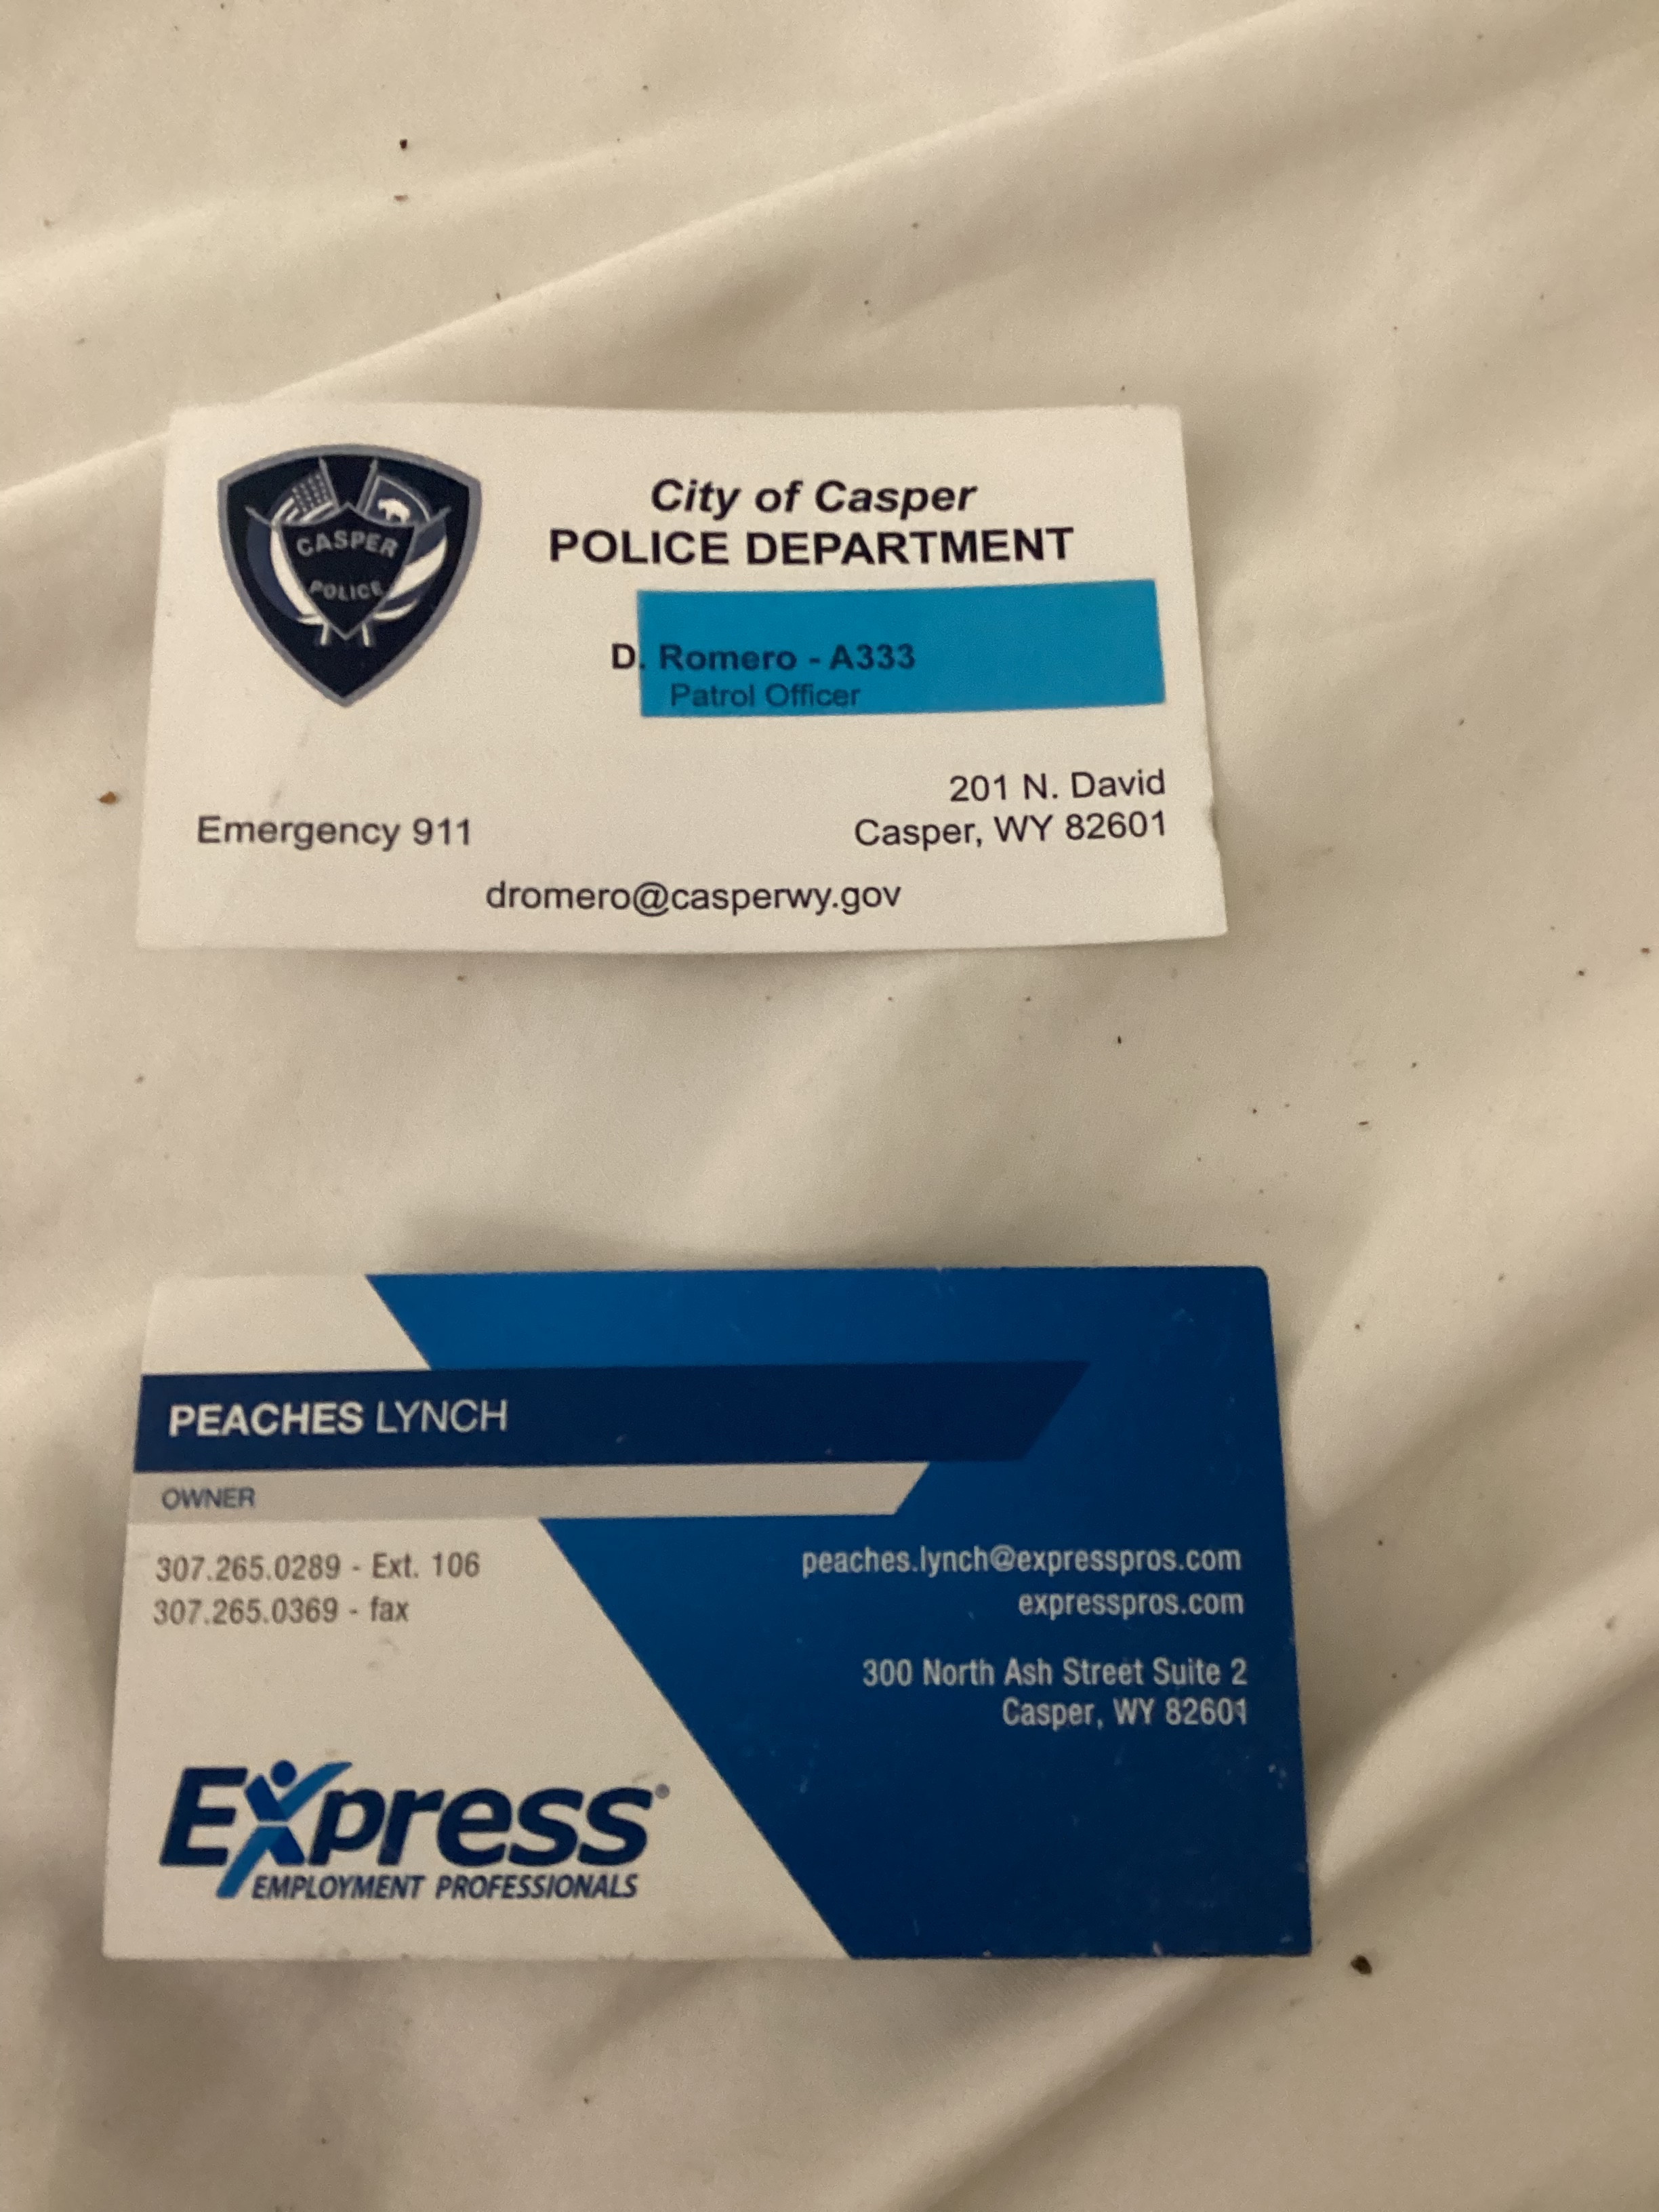 CASPER
POLICE
City of Casper
POLICE DEPARTMENT
D. Romero - A333
Patrol Officer
201 N. David
Casper, WY 82601
Emergency 911
dromero@casperwy.gov
PEACHES LYNCH
OWNER
307.265.0289 - Ext. 106
307.265.0369 - fax
peaches.lynch@expresspros.com
expresspros.com
300 North Ash Street Suite 2
Casper, WY 82601
Express®
EMPLOYMENT PROFESSIONALS